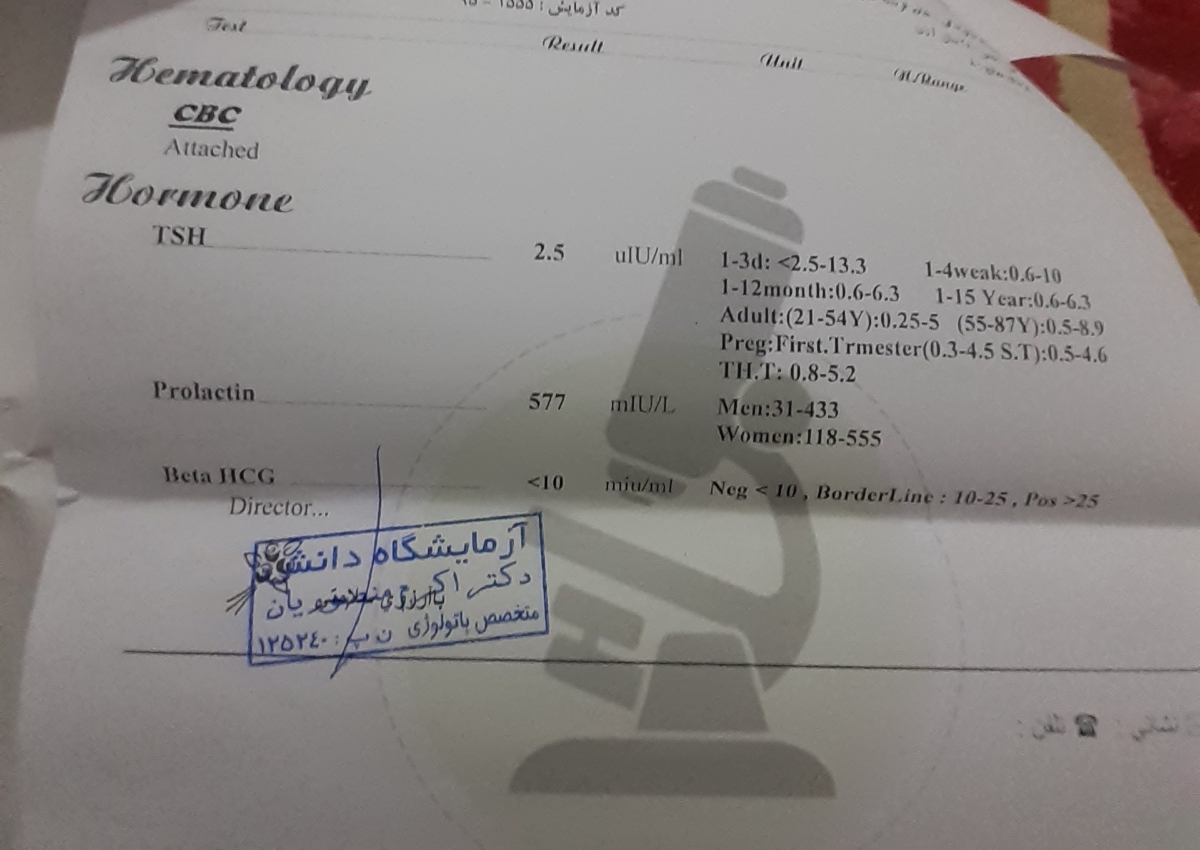 کد آزمایش : ۱۵۵۵ - ۹۵
Test Result Unit N/Range
Hematology
CBC
Attached
Hormone
TSH 2.5 uIU/ml 1-3d: <2.5-13.3 1-4weak:0.6-10
1-12month:0.6-6.3 1-15 Year:0.6-6.3
Adult:(21-54Y):0.25-5 (55-87Y):0.5-8.9
Preg:First.Trmester(0.3-4.5 S.T):0.5-4.6
TH.T: 0.8-5.2
Prolactin 577 mIU/L Men:31-433
Women:118-555
Beta HCG <10 miu/ml Neg < 10 , BorderLine : 10-25 , Pos >25
Director...
آزمایشگاه دانش
دکتر
متخصص پاتولوژی ن پ : ۱۲۵۲۴۰
نشانی : تلفن :